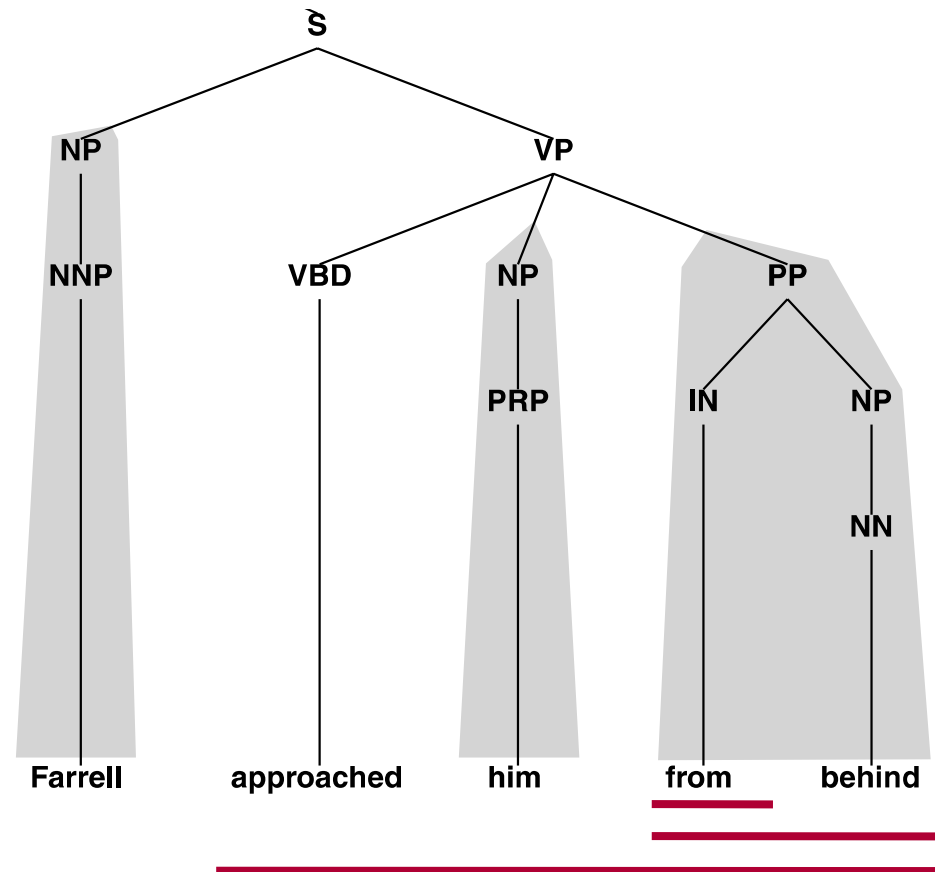 S
NP VP
NNP VBD NP PP
PRP IN NP
NN
Farrell approached him from behind